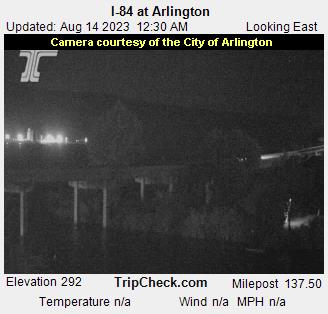 I-84 at Arlington
Updated: Aug 14 2023 12:30 AM Looking East
Camera courtesy of the City of Arlington
Elevation 292 TripCheck.com Milepost 137.50
Temperature n/a Wind n/a MPH n/a